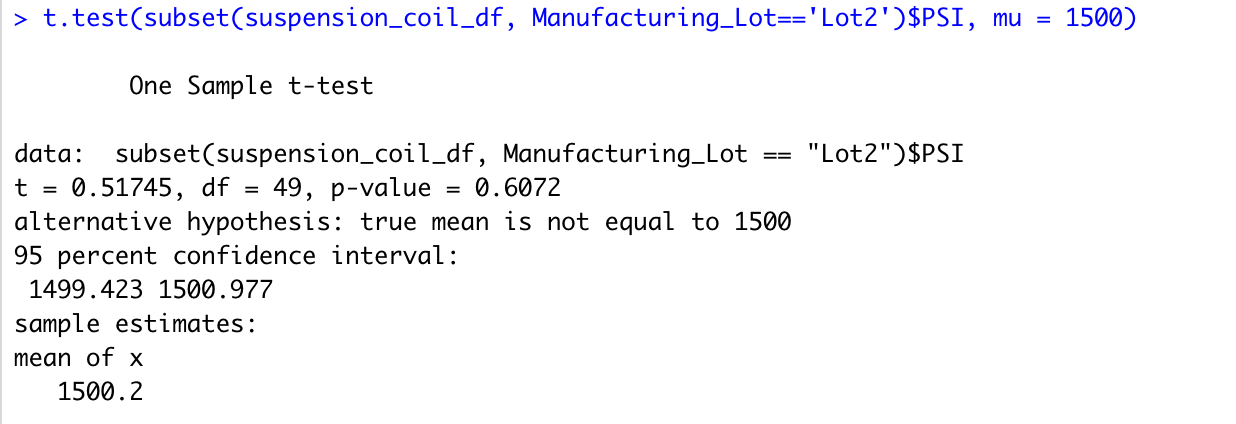 > t.test(subset(suspension_coil_df, Manufacturing_Lot=='Lot2')$PSI, mu = 1500)
One Sample t-test
data:  subset(suspension_coil_df, Manufacturing_Lot == "Lot2")$PSI
t = 0.51745, df = 49, p-value = 0.6072
alternative hypothesis: true mean is not equal to 1500
95 percent confidence interval:
 1499.423 1500.977
sample estimates:
mean of x
   1500.2